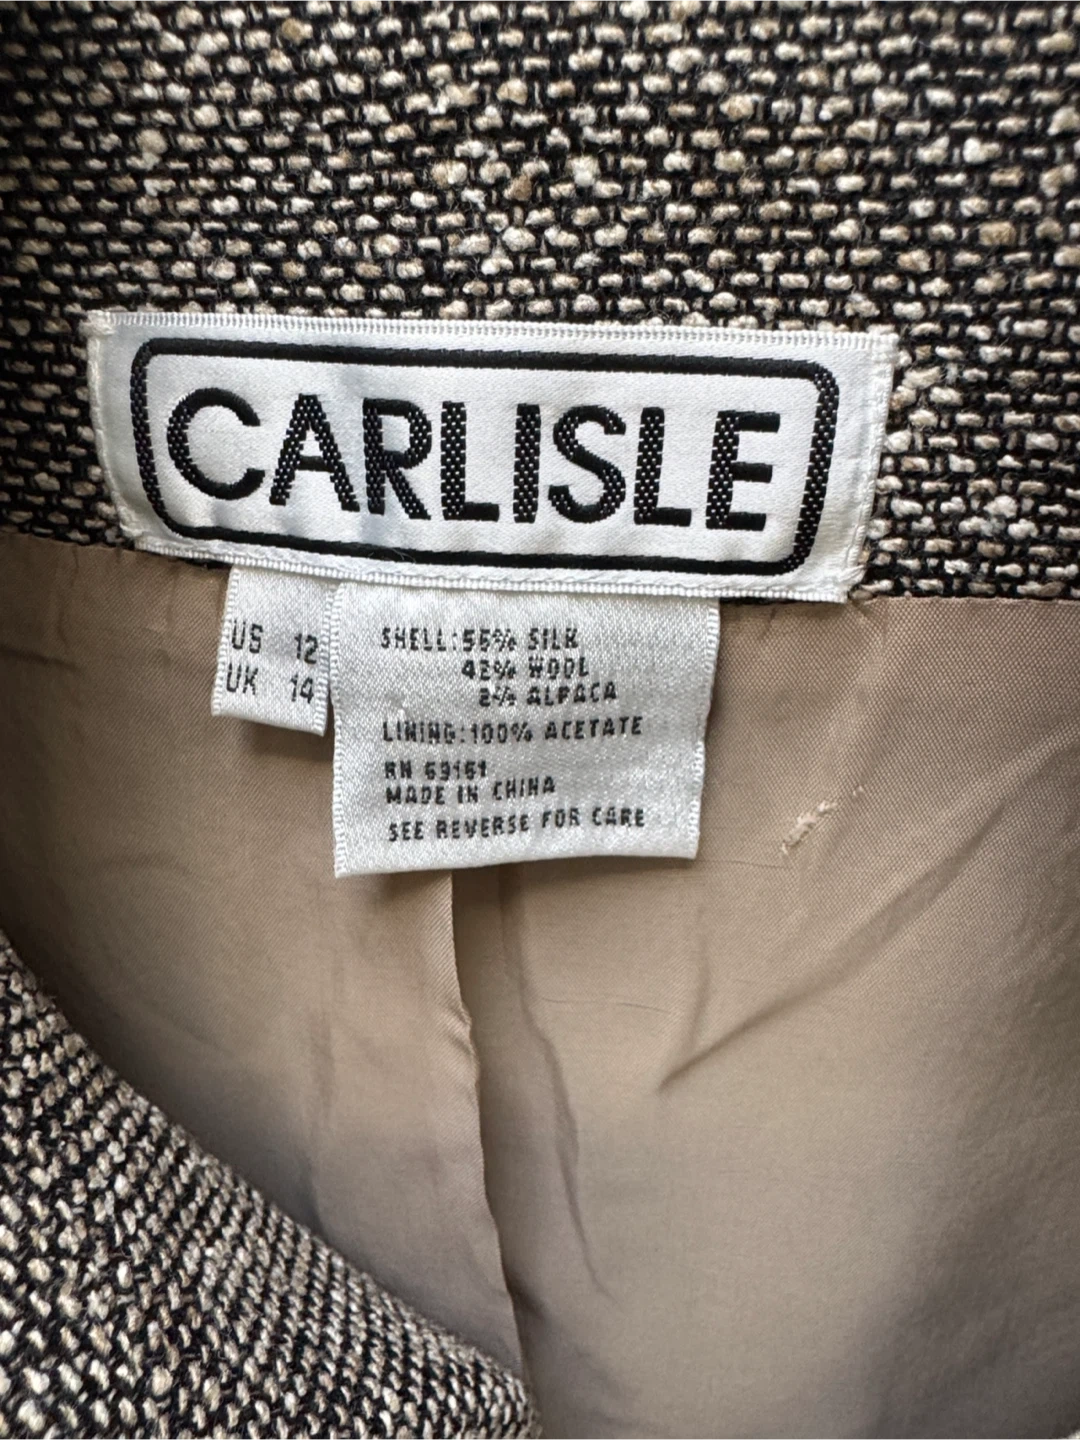 CARLISLE
US 12
UK 14
SHELL:56% SILK
42% WOOL
2% ALPACA
LINING:100% ACETATE
RN 69161
MADE IN CHINA
SEE REVERSE FOR CARE